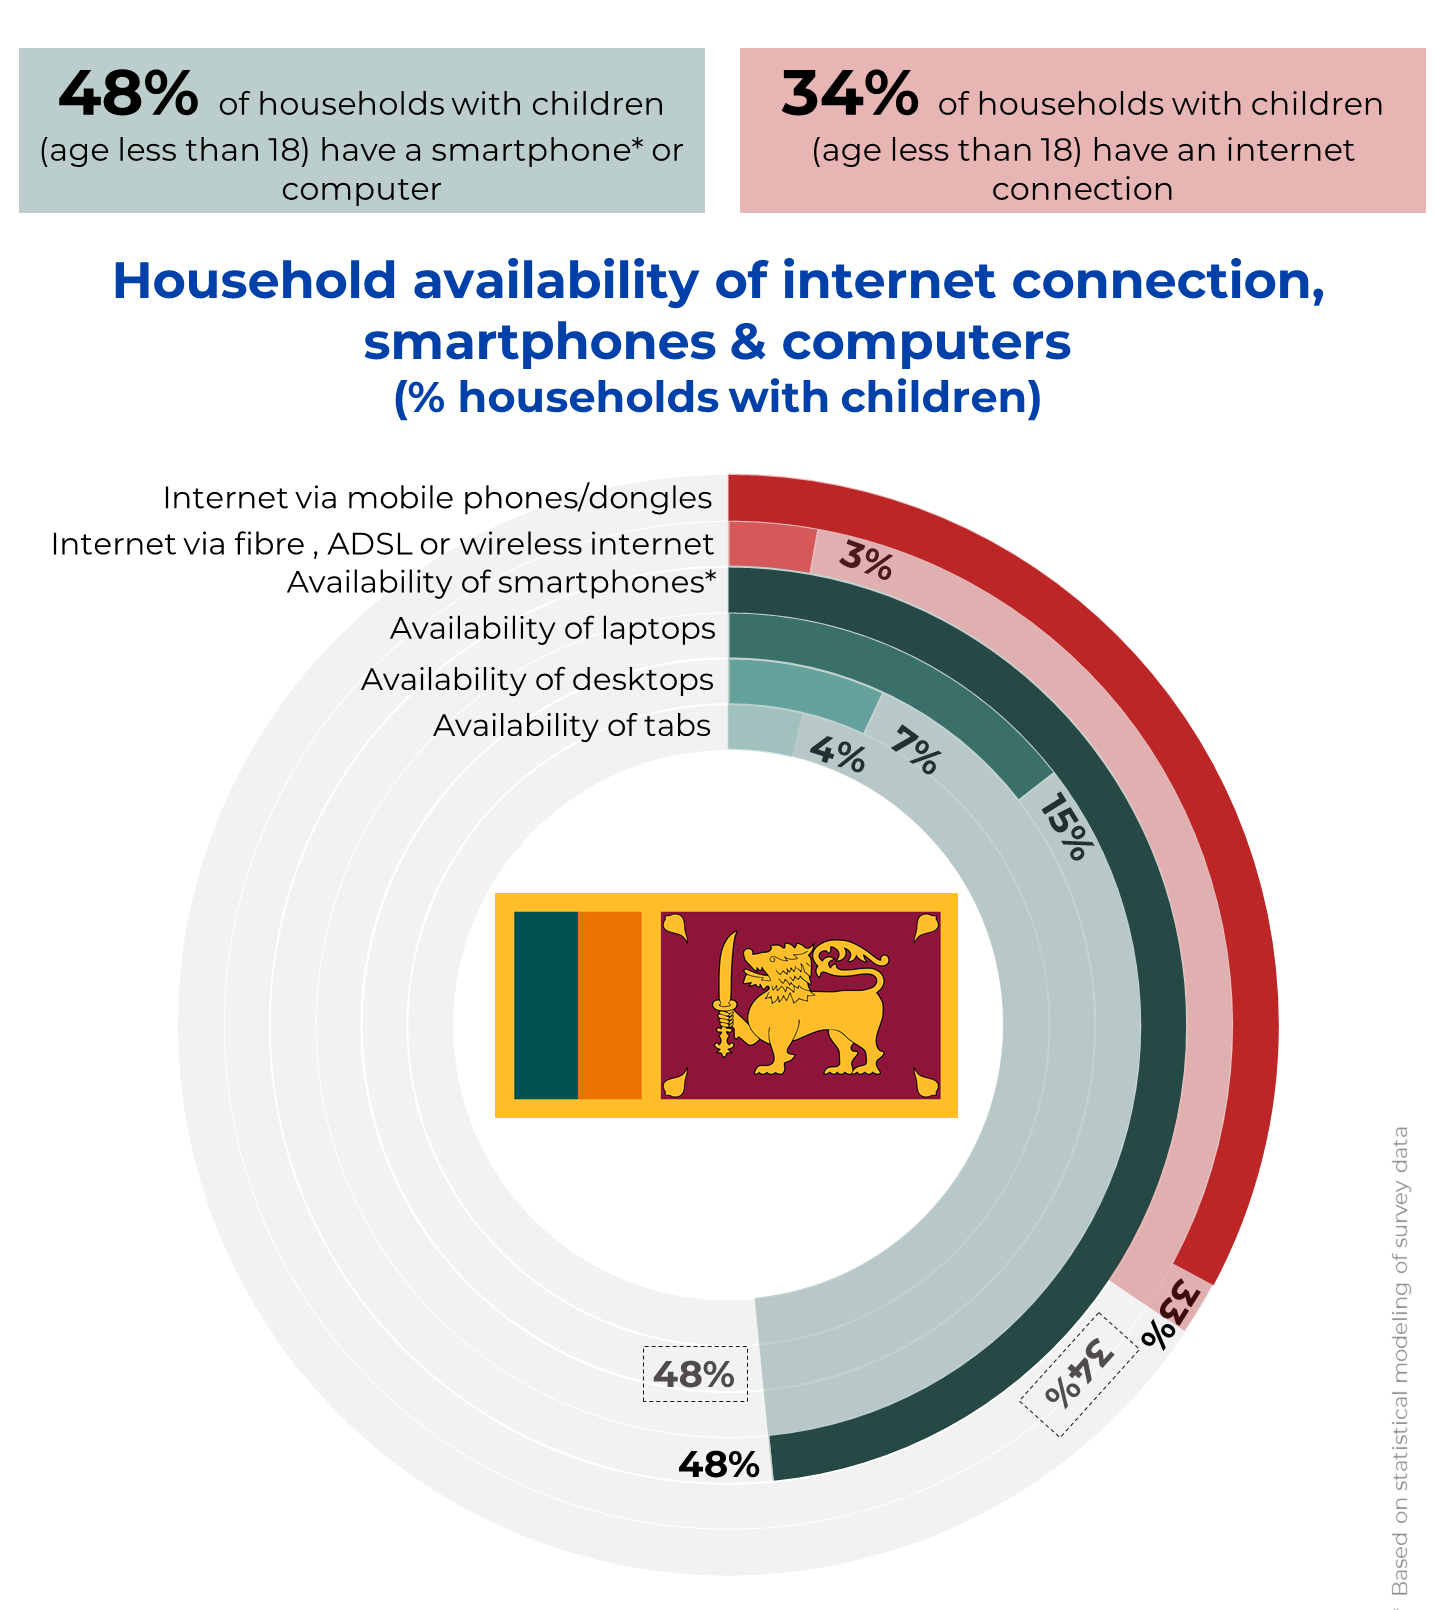 48% of households with children
(age less than 18) have a smartphone* or
computer
34% of households with children
(age less than 18) have an internet
connection
Household availability of internet connection,
smartphones & computers
(% households with children)
Internet via mobile phones/dongles
Internet via fibre , ADSL or wireless internet
3%
Availability of smartphones*
Availability of laptops
Availability of desktops
Availability of tabs
4%
7%
15%
33%
34%
48%
48%
* Based on statistical modeling of survey data